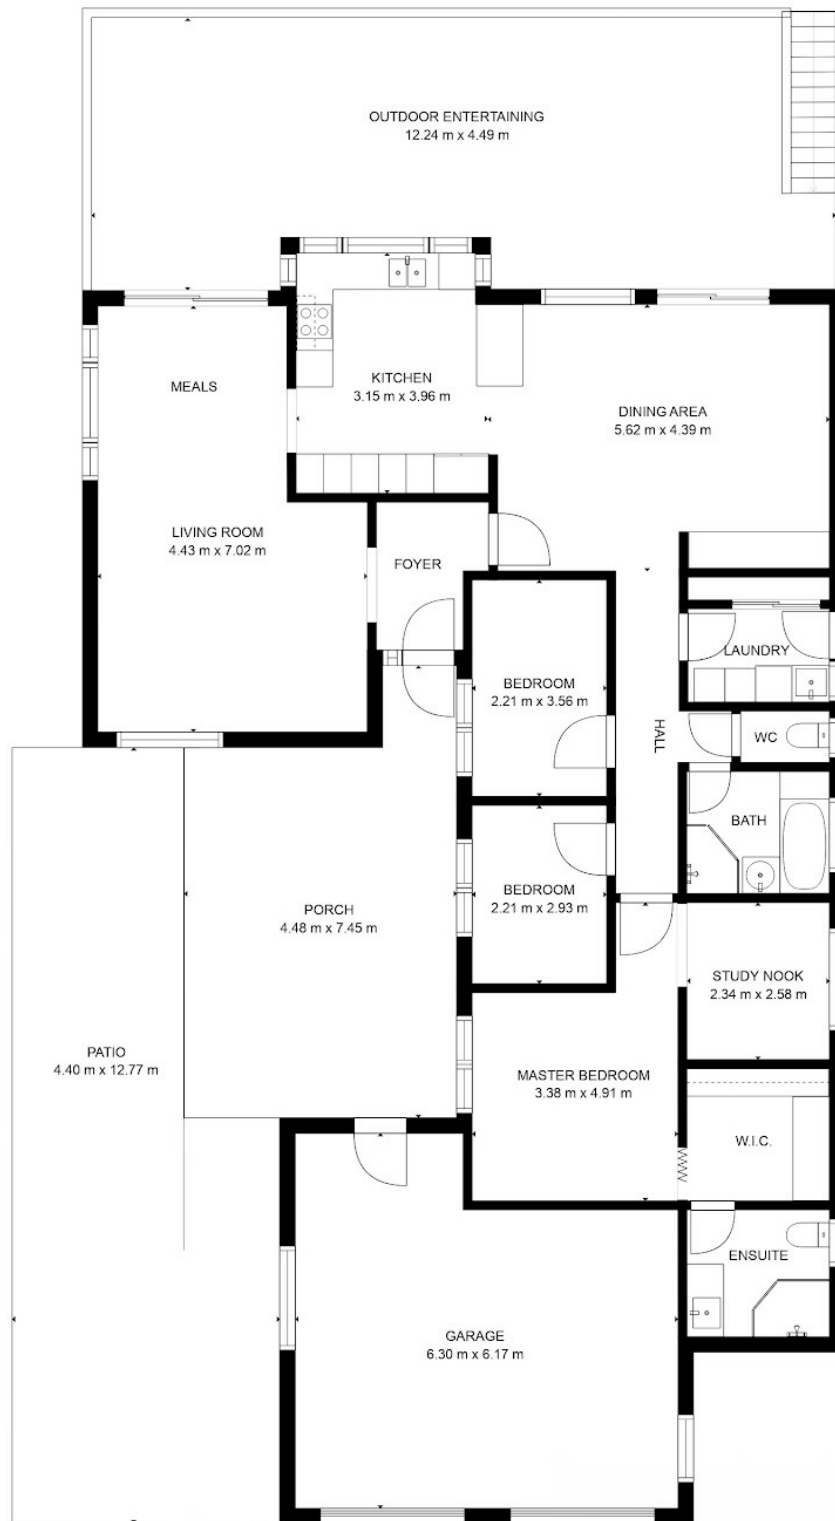 OUTDOOR ENTERTAINING
12.24 m x 4.49 m
MEALS
KITCHEN
3.15 m x 3.96 m
DINING AREA
5.62 m x 4.39 m
LIVING ROOM
4.43 m x 7.02 m
FOYER
LAUNDRY
BEDROOM
2.21 m x 3.56 m
HALL
WC
BATH
BEDROOM
2.21 m x 2.93 m
PORCH
4.48 m x 7.45 m
STUDY NOOK
2.34 m x 2.58 m
PATIO
4.40 m x 12.77 m
MASTER BEDROOM
3.38 m x 4.91 m
W.I.C.
ENSUITE
GARAGE
6.30 m x 6.17 m